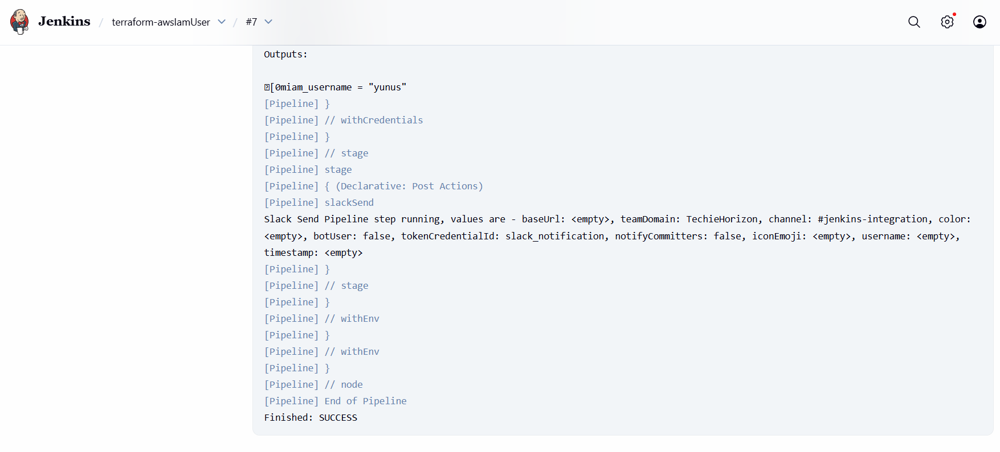 Jenkins / terraform-awsIamUser / #7
Outputs:
[0miam_username = "yunus"
[Pipeline] }
[Pipeline] // withCredentials
[Pipeline] }
[Pipeline] // stage
[Pipeline] stage
[Pipeline] { (Declarative: Post Actions)
[Pipeline] slackSend
Slack Send Pipeline step running, values are - baseUrl: <empty>, teamDomain: TechieHorizon, channel: #jenkins-integration, color:
<empty>, botUser: false, tokenCredentialId: slack_notification, notifyCommitters: false, iconEmoji: <empty>, username: <empty>,
timestamp: <empty>
[Pipeline] }
[Pipeline] // stage
[Pipeline] }
[Pipeline] // withEnv
[Pipeline] }
[Pipeline] // withEnv
[Pipeline] }
[Pipeline] // node
[Pipeline] End of Pipeline
Finished: SUCCESS